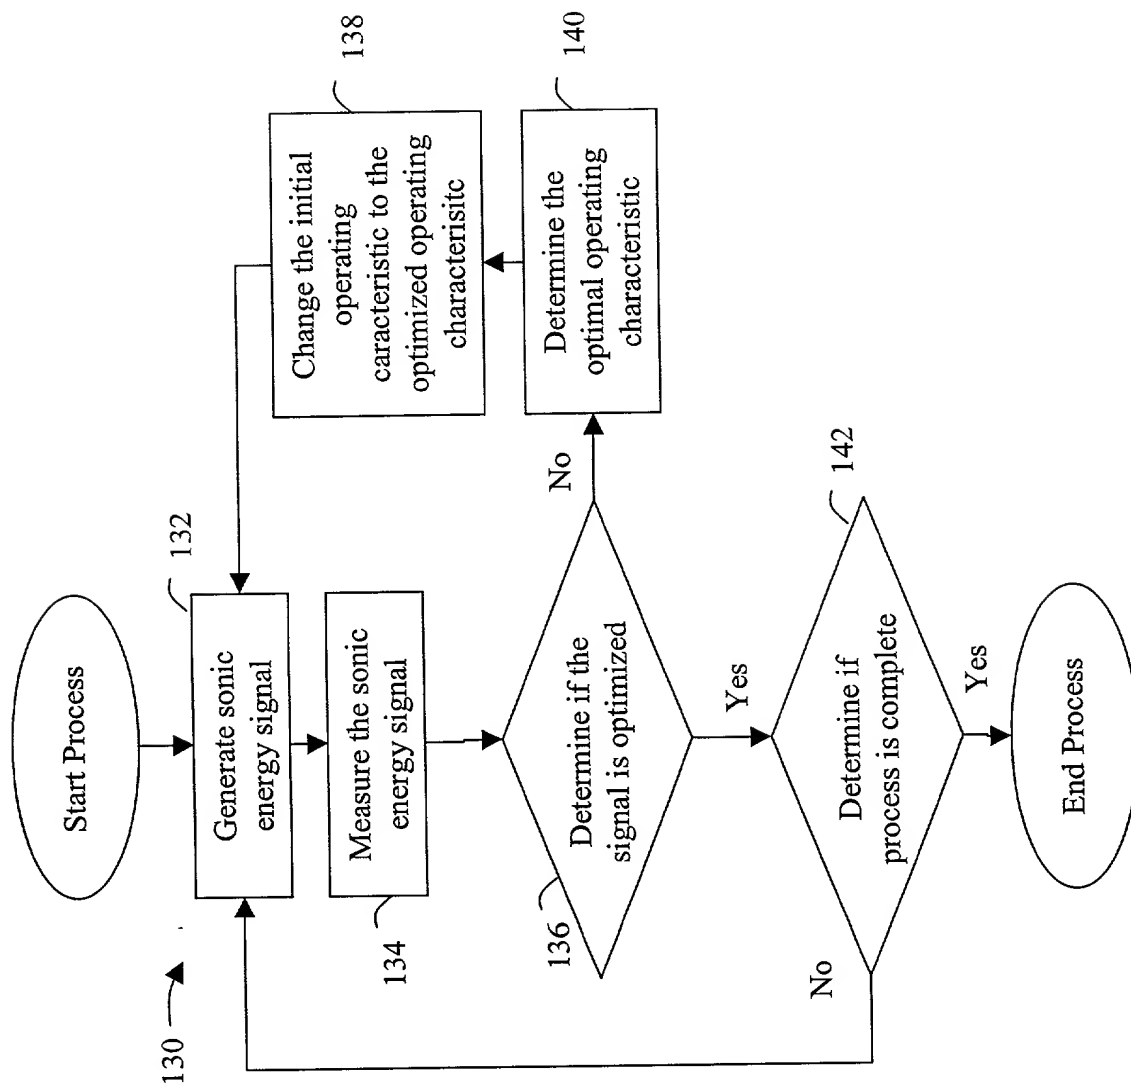 130
Start Process
132
Generate sonic
energy signal
134
Measure the sonic
energy signal
136
Determine if the
signal is optimized
No
Yes
138
Change the initial
operating
caracteristic to the
optimized operating
characterisitc
140
Determine the
optimal operating
characteristic
142
Determine if
process is complete
No
Yes
End Process